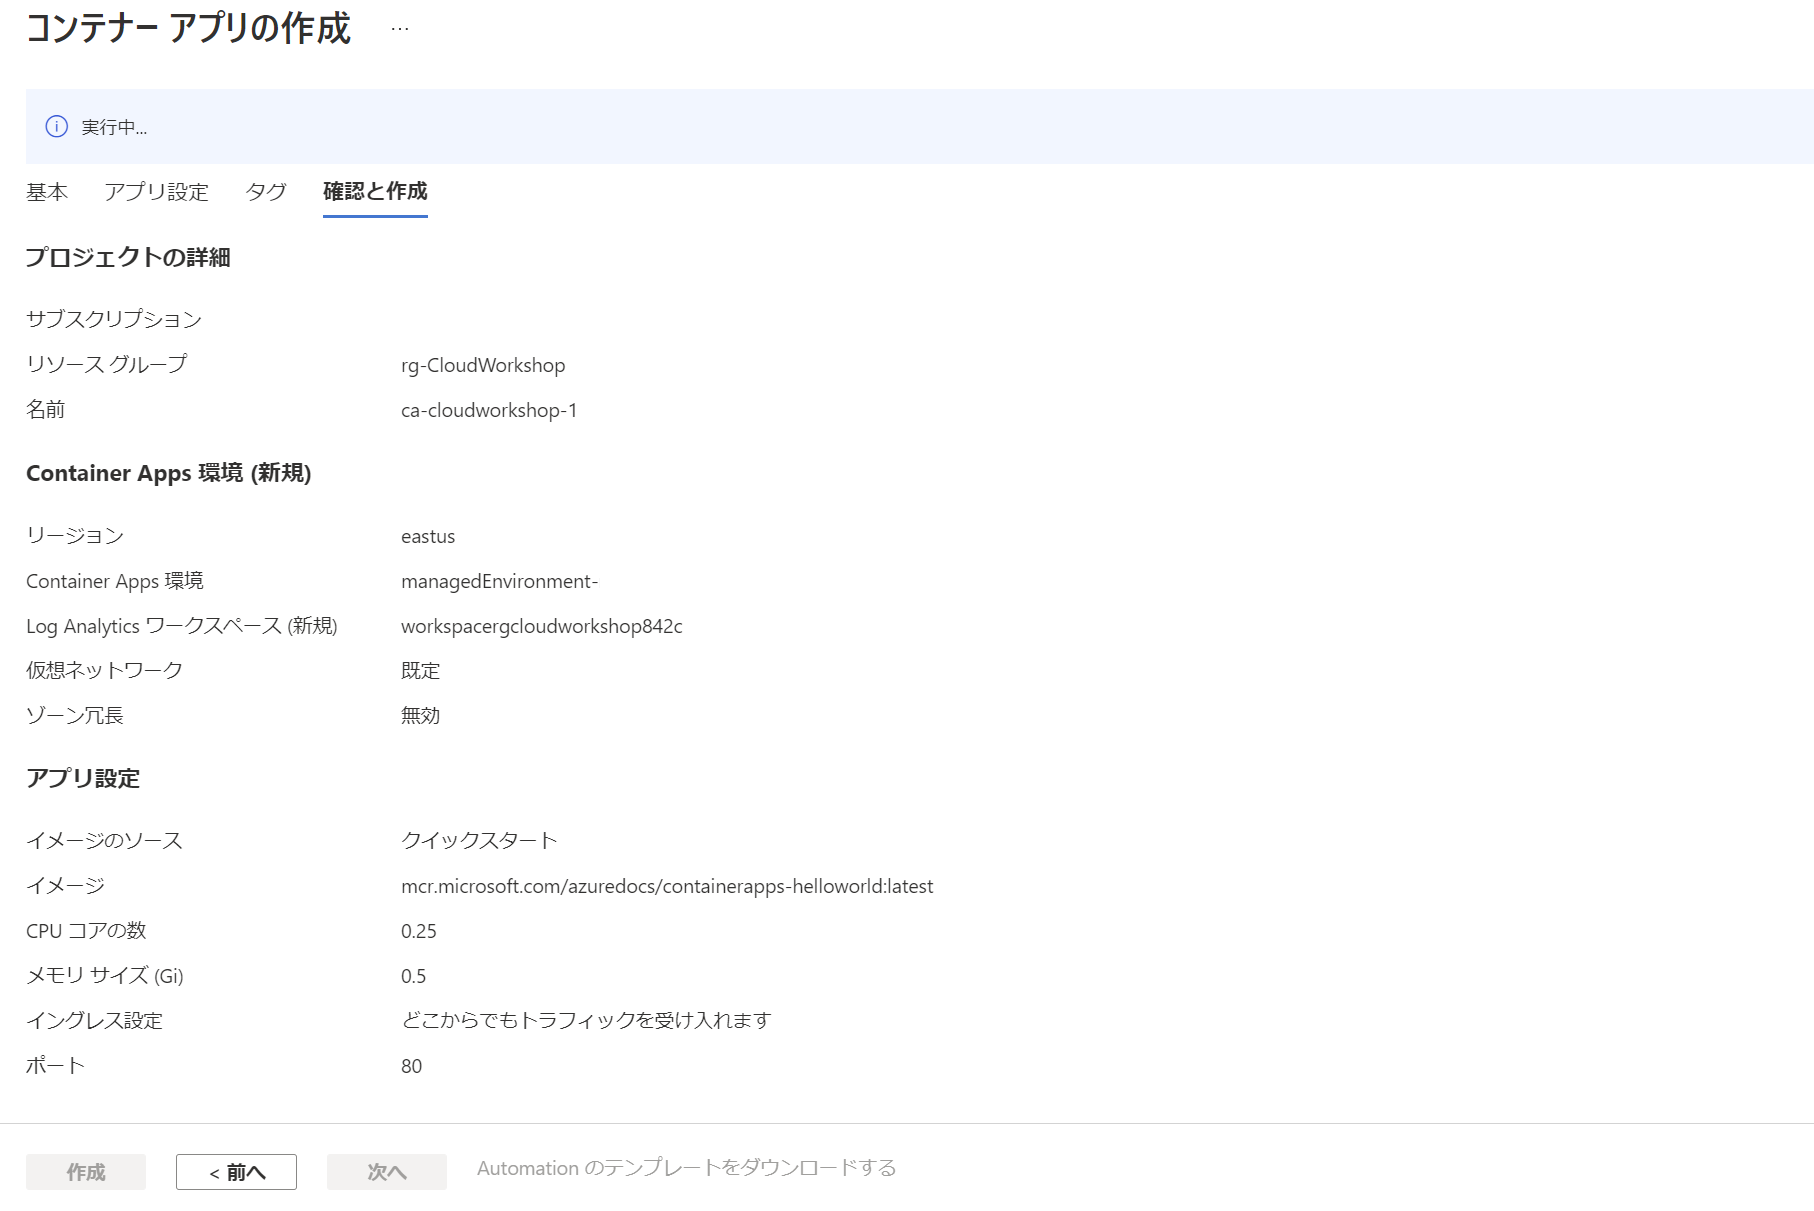 コンテナー アプリの作成 …
実行中...
基本 アプリ設定 タグ 確認と作成
プロジェクトの詳細
サブスクリプション
リソース グループ rg-CloudWorkshop
名前 ca-cloudworkshop-1
Container Apps 環境 (新規)
リージョン eastus
Container Apps 環境 managedEnvironment-
Log Analytics ワークスペース (新規) workspacergcloudworkshop842c
仮想ネットワーク 既定
ゾーン冗長 無効
アプリ設定
イメージのソース クイックスタート
イメージ mcr.microsoft.com/azuredocs/containerapps-helloworld:latest
CPU コアの数 0.25
メモリ サイズ (Gi) 0.5
イングレス設定 どこからでもトラフィックを受け入れます
ポート 80
作成 < 前へ 次へ Automation のテンプレートをダウンロードする